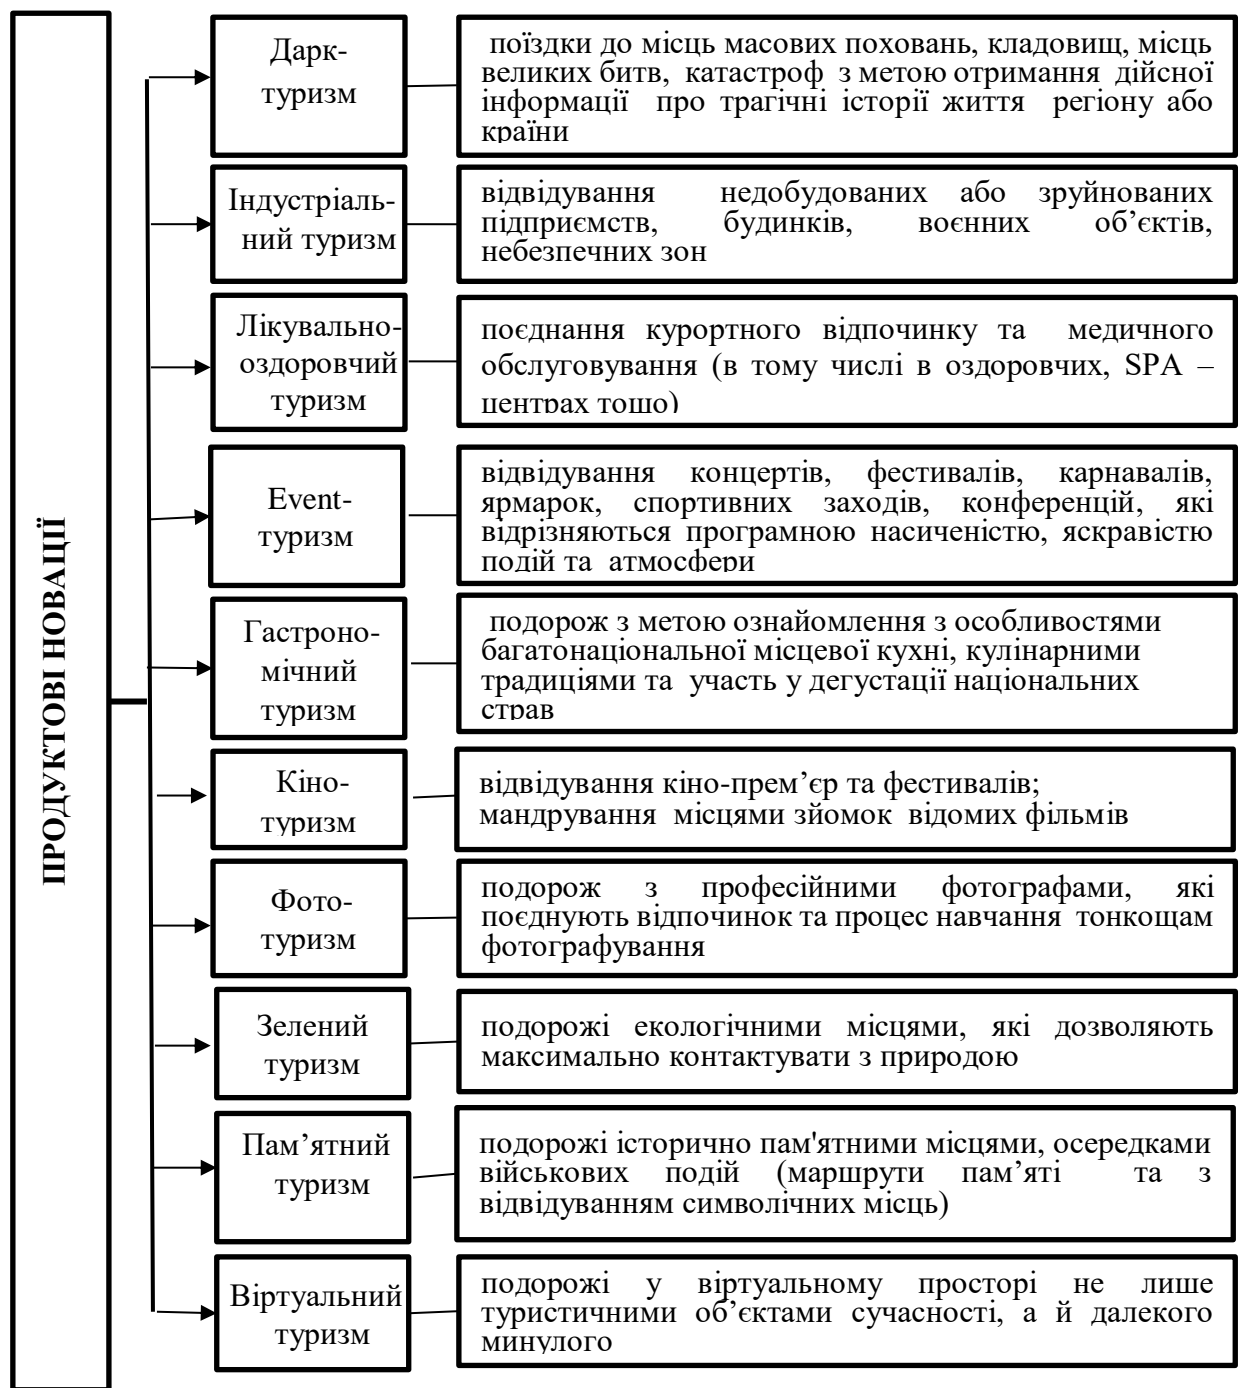 ПРОДУКТОВІ НОВАЦІЇ
Дарк-
туризм
поїздки до місць масових поховань, кладовищ, місць
великих битв, катастроф з метою отримання дійсної
інформації про трагічні історії життя регіону або
країни
Індустріаль-
ний туризм
відвідування недобудованих або зруйнованих
підприємств, будинків, воєнних об’єктів,
небезпечних зон
Лікувально-
оздоровчий
туризм
поєднання курортного відпочинку та медичного
обслуговування (в тому числі в оздоровчих, SPA –
центрах тощо)
Event-
туризм
відвідування концертів, фестивалів, карнавалів,
ярмарок, спортивних заходів, конференцій, які
відрізняються програмною насиченістю, яскравістю
подій та атмосфери
Гастроно-
мічний
туризм
подорож з метою ознайомлення з особливостями
багатонаціональної місцевої кухні, кулінарними
традиціями та участь у дегустації національних
страв
Кіно-
туризм
відвідування кіно-прем’єр та фестивалів;
мандрування місцями зйомок відомих фільмів
Фото-
туризм
подорож з професійними фотографами, які
поєднують відпочинок та процес навчання тонкощам
фотографування
Зелений
туризм
подорожі екологічними місцями, які дозволяють
максимально контактувати з природою
Пам’ятний
туризм
подорожі історично пам'ятними місцями, осередками
військових подій (маршрути пам’яті та з
відвідуванням символічних місць)
Віртуальний
туризм
подорожі у віртуальному просторі не лише
туристичними об’єктами сучасності, а й далекого
минулого